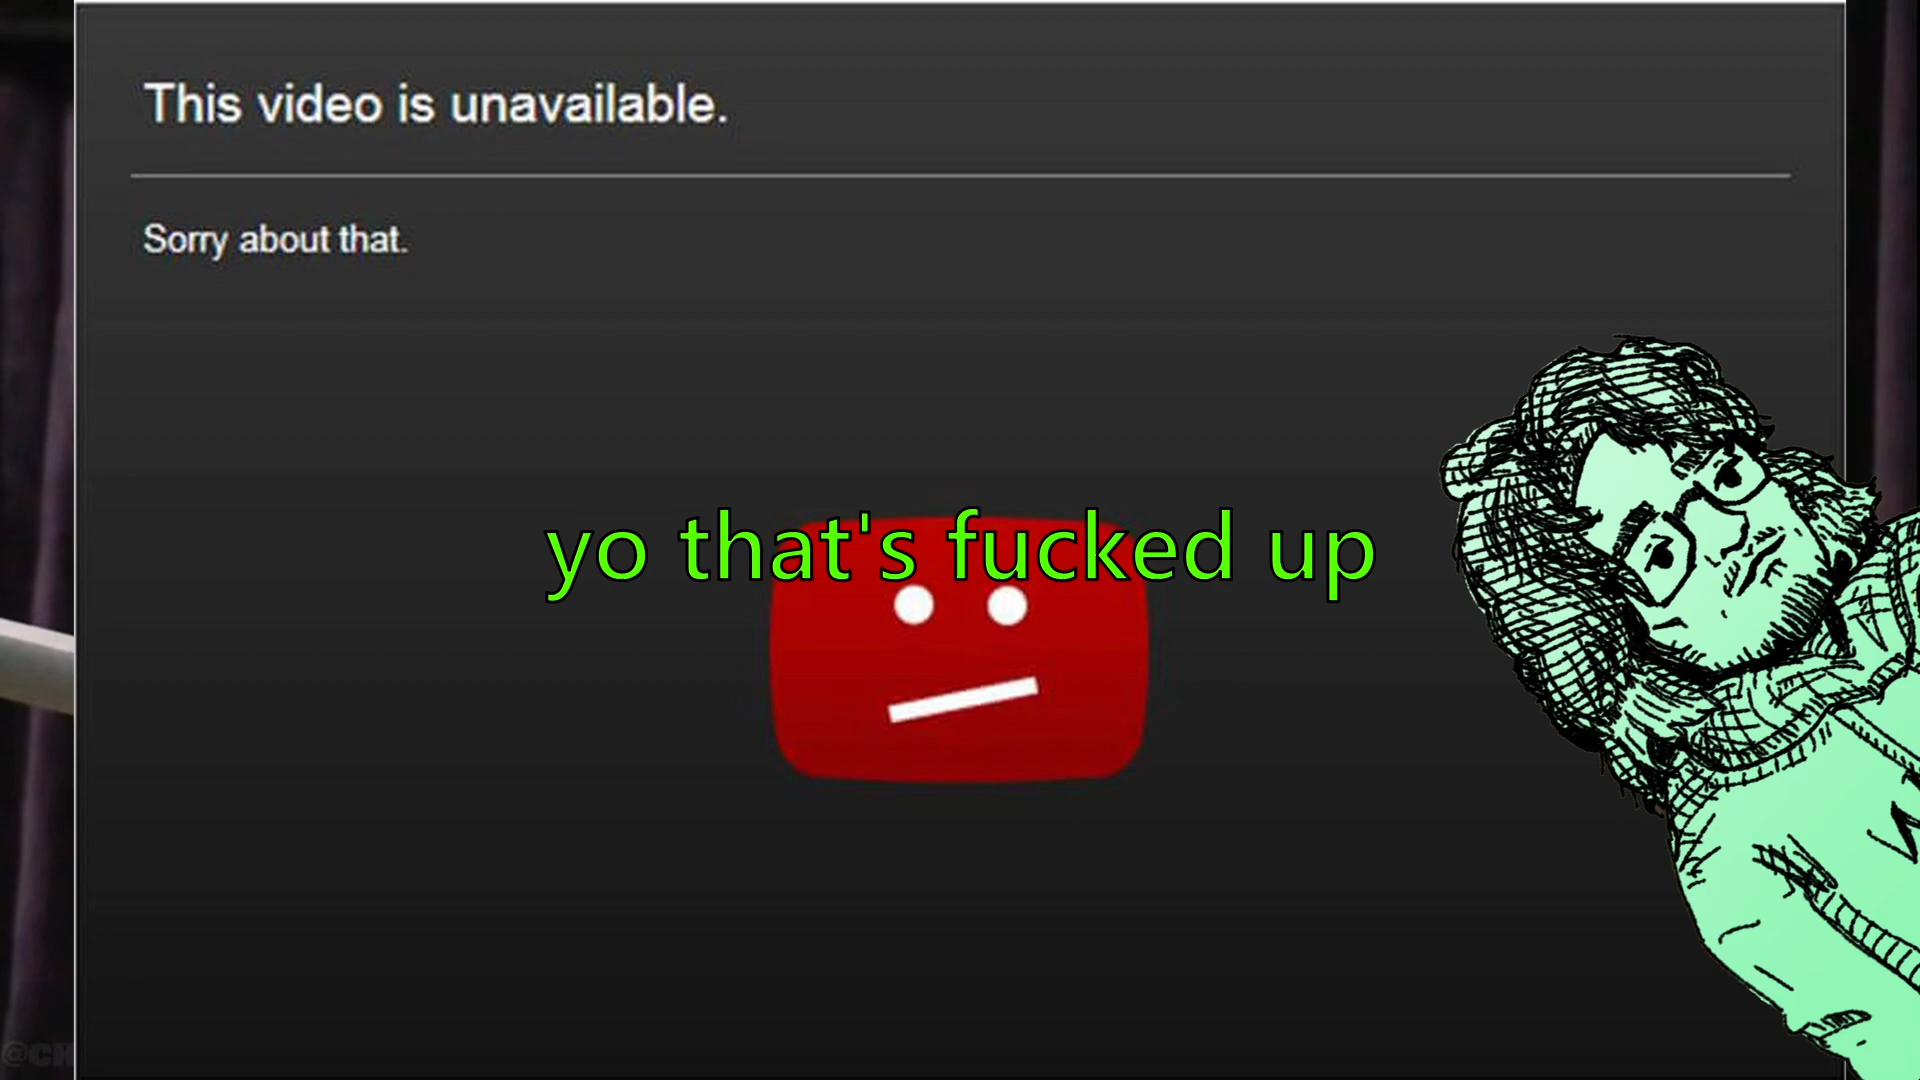 This video is unavailable.
Sorry about that.
yo that's fucked up